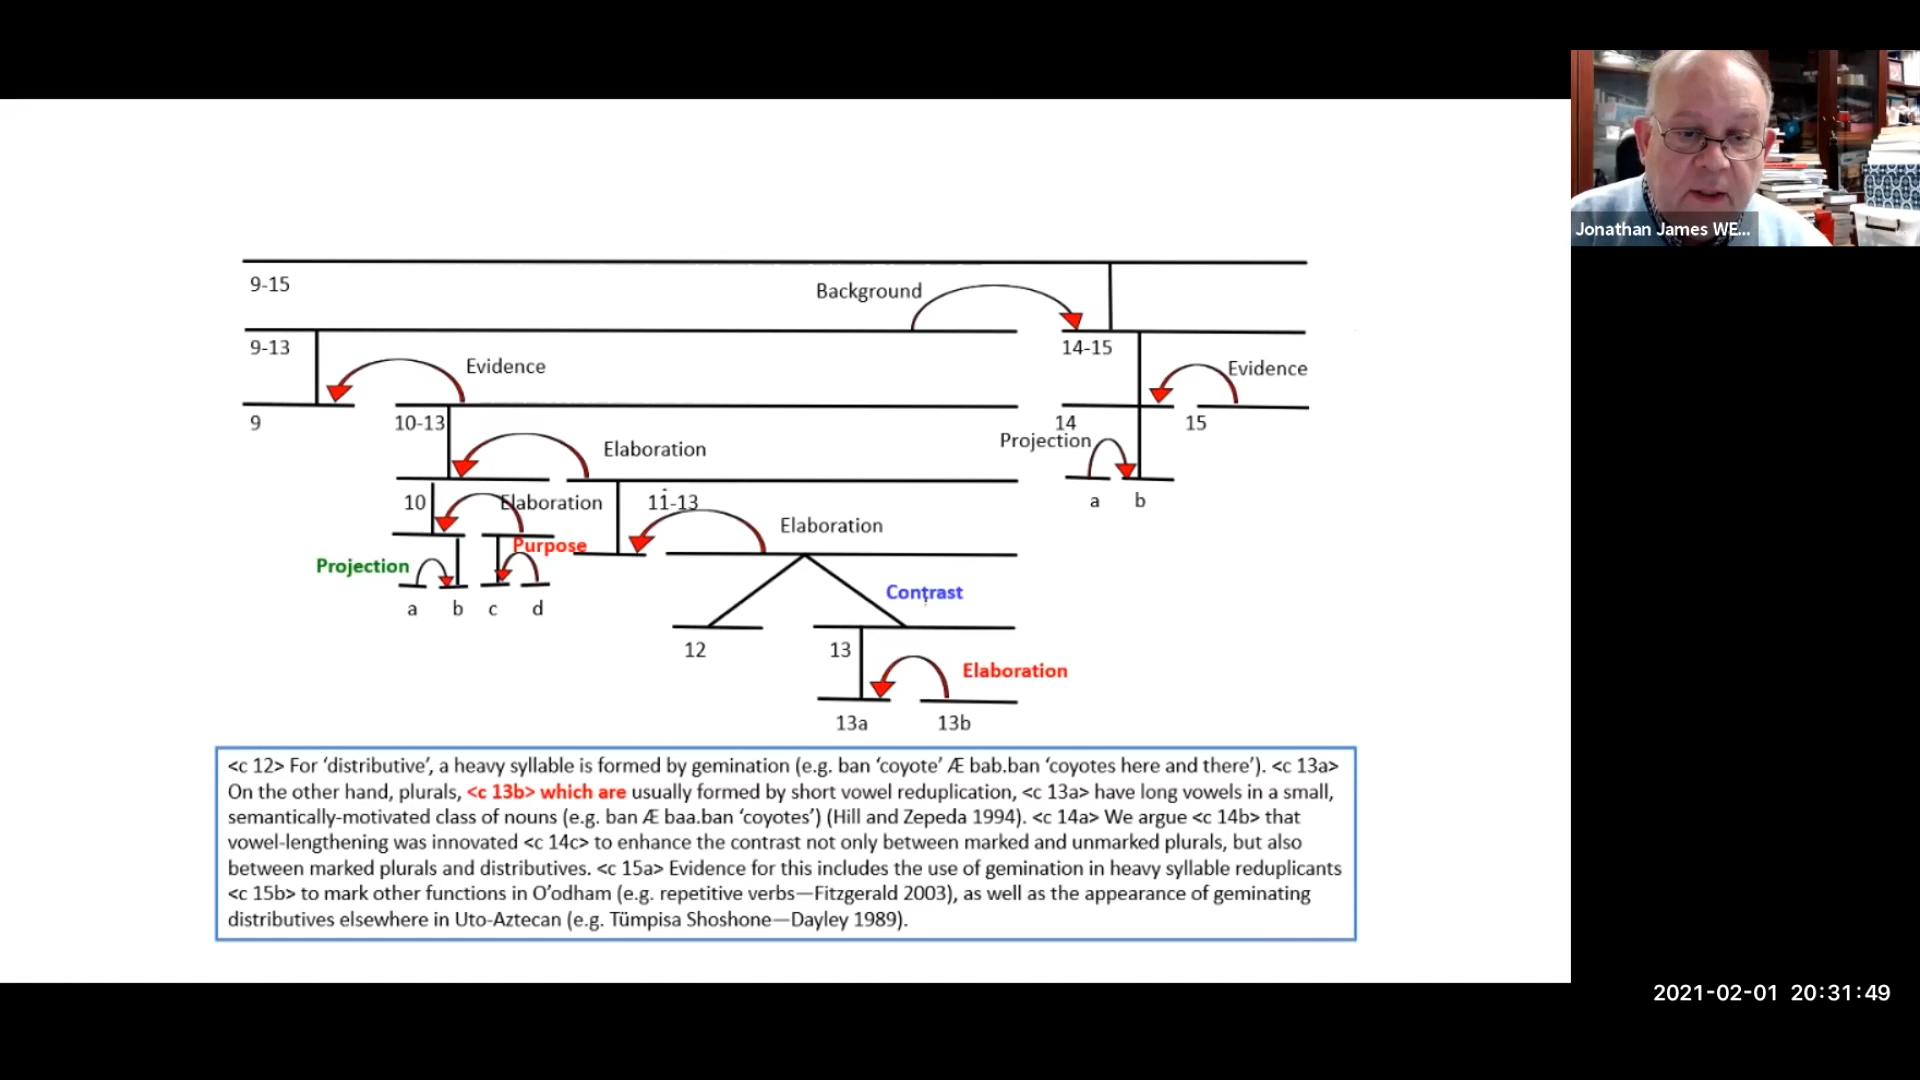 Jonathan James WE...
9-15
Background
9-13
Evidence
14-15
Evidence
9
10-13
14
15
Elaboration
Projection
10
Elaboration
11-13
a b
Elaboration
Purpose
Projection
a b c d
Contrast
12
13
Elaboration
13a
13b
<c 12> For ‘distributive’, a heavy syllable is formed by gemination (e.g. ban ‘coyote’ Æ bab.ban ‘coyotes here and there’). <c 13a>
On the other hand, plurals, <c 13b> which are usually formed by short vowel reduplication, <c 13a> have long vowels in a small,
semantically-motivated class of nouns (e.g. ban Æ baa.ban ‘coyotes’) (Hill and Zepeda 1994). <c 14a> We argue <c 14b> that
vowel-lengthening was innovated <c 14c> to enhance the contrast not only between marked and unmarked plurals, but also
between marked plurals and distributives. <c 15a> Evidence for this includes the use of gemination in heavy syllable reduplicants
<c 15b> to mark other functions in O’odham (e.g. repetitive verbs—Fitzgerald 2003), as well as the appearance of geminating
distributives elsewhere in Uto-Aztecan (e.g. Tümpisa Shoshone—Dayley 1989).
2021-02-01 20:31:49